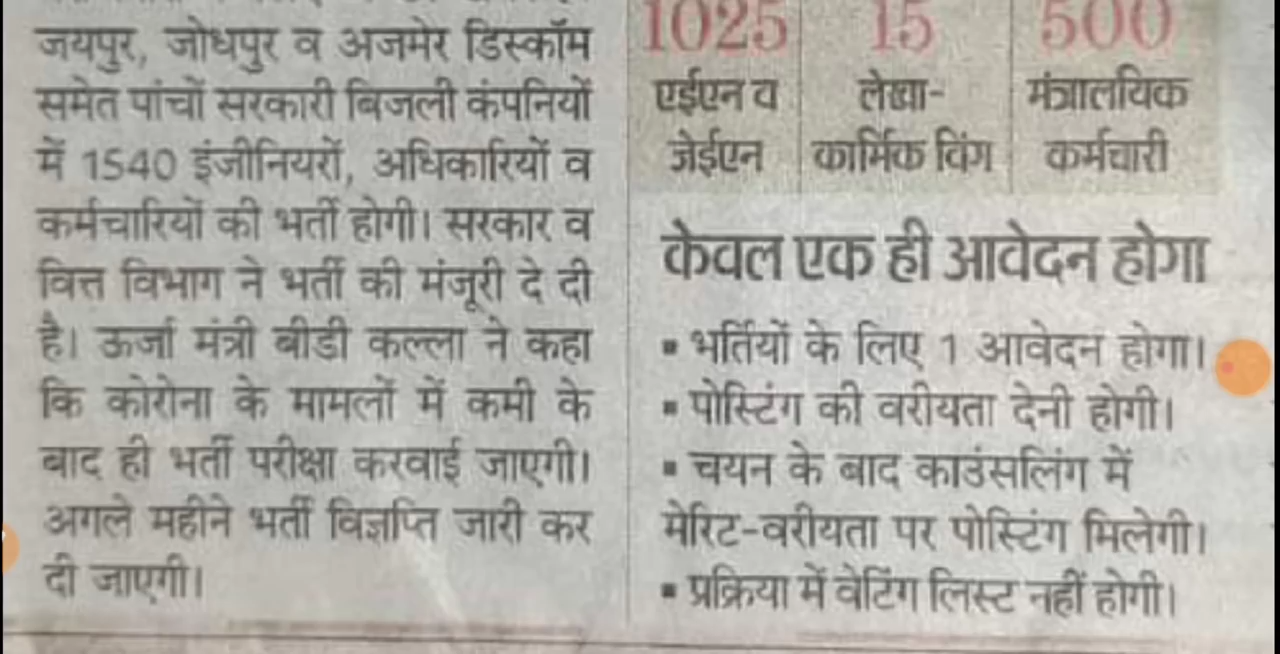 जयपुर, जोधपुर व अजमेर डिस्कॉम
समेत पांचों सरकारी बिजली कंपनियों
में 1540 इंजीनियरों, अधिकारियों व
कर्मचारियों की भर्ती होगी। सरकार व
वित्त विभाग ने भर्ती की मंजूरी दे दी
है। ऊर्जा मंत्री बीडी कल्ला ने कहा
कि कोरोना के मामलों में कमी के
बाद ही भर्ती परीक्षा करवाई जाएगी।
अगले महीने भर्ती विज्ञप्ति जारी कर
दी जाएगी।
1025
एईएन व
जेईएन
15
लेखा-
कार्मिक विंग
500
मंत्रालयिक
कर्मचारी
केवल एक ही आवेदन होगा
▪ भर्तियों के लिए 1 आवेदन होगा।
▪ पोस्टिंग की वरीयता देनी होगी।
▪ चयन के बाद काउंसलिंग में
मेरिट-वरीयता पर पोस्टिंग मिलेगी।
▪ प्रक्रिया में वेटिंग लिस्ट नहीं होगी।